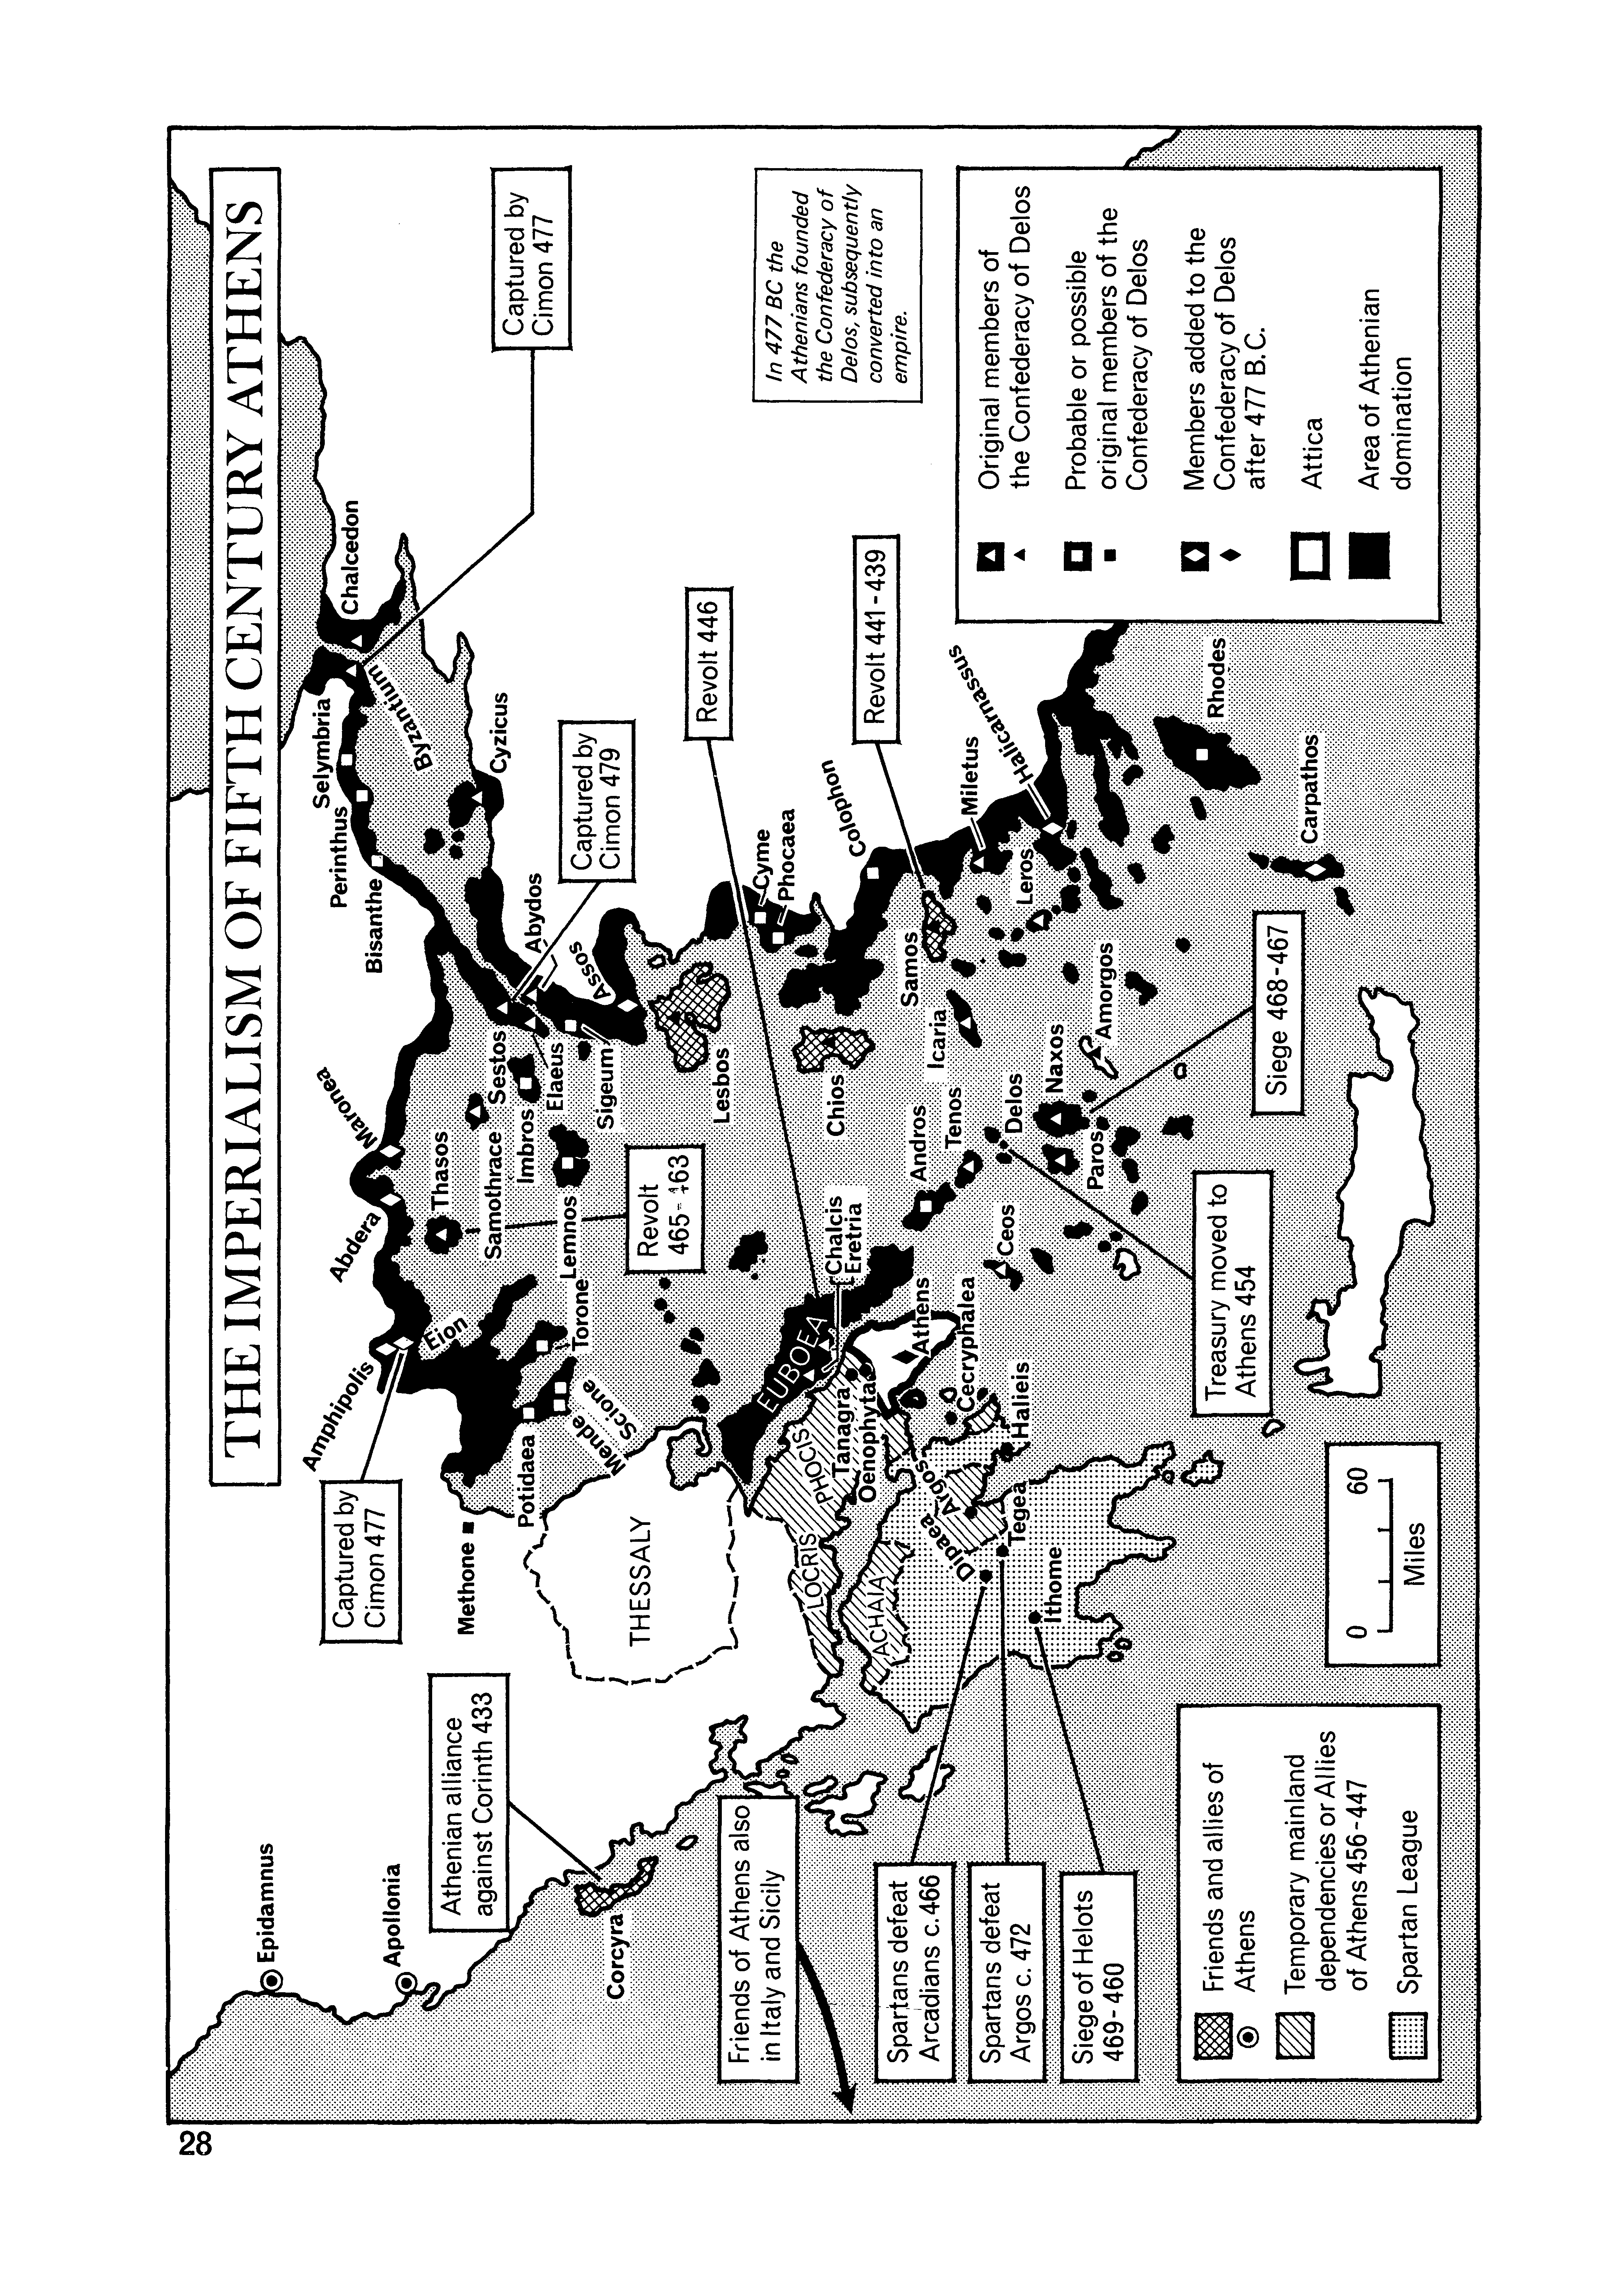 28
THE IMPERIALISM OF FIFTH CENTURY ATHENS
Epidamnus
Apollonia
Athenian alliance
against Corinth 433
Corcyra
Friends of Athens also
in Italy and Sicily
Spartans defeat
Arcadians c.466
Spartans defeat
Argos c. 472
Siege of Helots
469-460
Friends and allies of
Athens
Temporary mainland
dependencies or Allies
of Athens 456-447
Spartan League
0 60
Miles
Captured by
Cimon 477
Methone
THESSALY
LOCRIS
PHOCIS
ACHAIA
Dipaea
Argos
Tegea
Ithome
Halieis
Cecryphalea
Tanagra
Oenophyta
Athens
EUBOEA
Chalcis
Eretria
Potidaea
Mende
Scione
Torone
Amphipolis
Eion
Abdera
Maronea
Thasos
Samothrace
Lemnos
Imbros
Revolt
465-463
Sestos
Elaeus
Sigeum
Abydos
Assos
Captured by
Cimon 479
Bisanthe
Perinthus
Selymbria
Byzantium
Chalcedon
Cyzicus
Captured by
Cimon 477
Lesbos
Chios
Cyme
Phocaea
Colophon
Revolt 446
Revolt 441-439
Samos
Icaria
Miletus
Leros
Halicarnassus
Andros
Tenos
Delos
Ceos
Naxos
Paros
Amorgos
Rhodes
Carpathos
Siege 468-467
Treasury moved to
Athens 454
In 477 BC the
Athenians founded
the Confederacy of
Delos, subsequently
converted into an
empire.
Original members of
the Confederacy of Delos
Probable or possible
original members of the
Confederacy of Delos
Members added to the
Confederacy of Delos
after 477 B.C.
Attica
Area of Athenian
domination